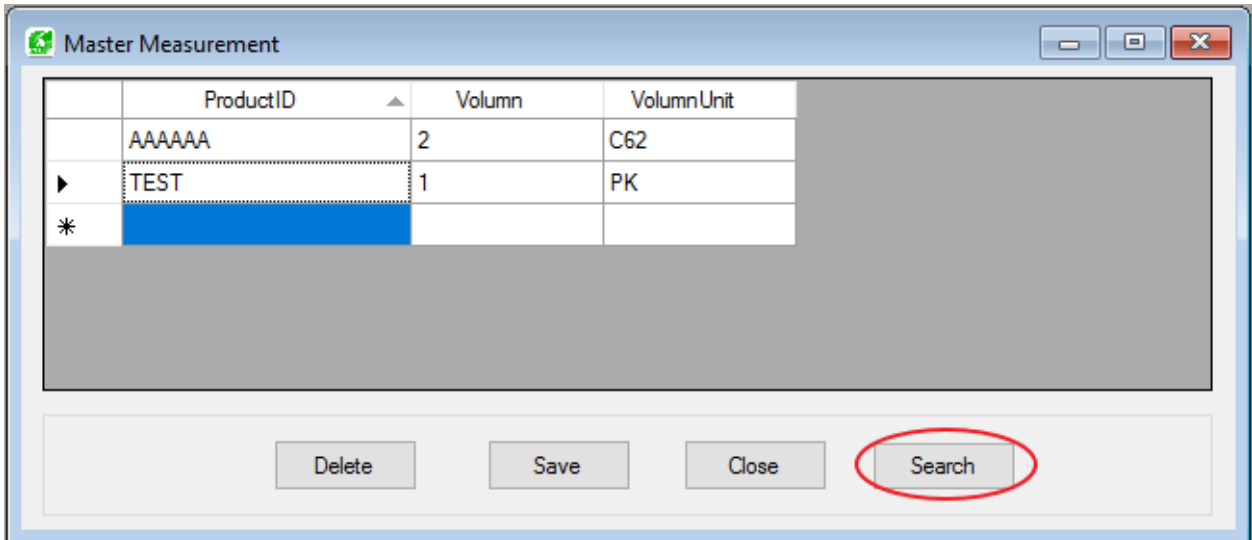 Master Measurement
ProductID Volumn VolumnUnit
AAAAAA 2 C62
TEST 1 PK
Delete Save Close Search